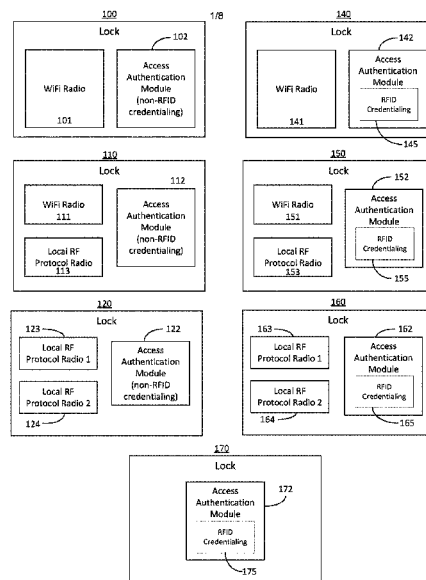 100
1/8
140
Lock
Lock
102
142
WiFi Radio
101
Access
Authentication
Module
(non-RFID
credentialing)
WiFi Radio
141
Access
Authentication
Module
RFID
Credentialing
145
110
150
Lock
Lock
112
152
WiFi Radio
111
Access
Authentication
Module
(non-RFID
credentialing)
WiFi Radio
151
Access
Authentication
Module
RFID
Credentialing
Local RF
Protocol Radio
113
Local RF
Protocol Radio
153
155
120
160
Lock
Lock
123
122
163
162
Local RF
Protocol Radio 1
Access
Authentication
Module
(non-RFID
credentialing)
Local RF
Protocol Radio 1
Access
Authentication
Module
RFID
Credentialing
Local RF
Protocol Radio 2
Local RF
Protocol Radio 2
124
164
165
170
Lock
172
Access
Authentication
Module
RFID
Credentialing
175